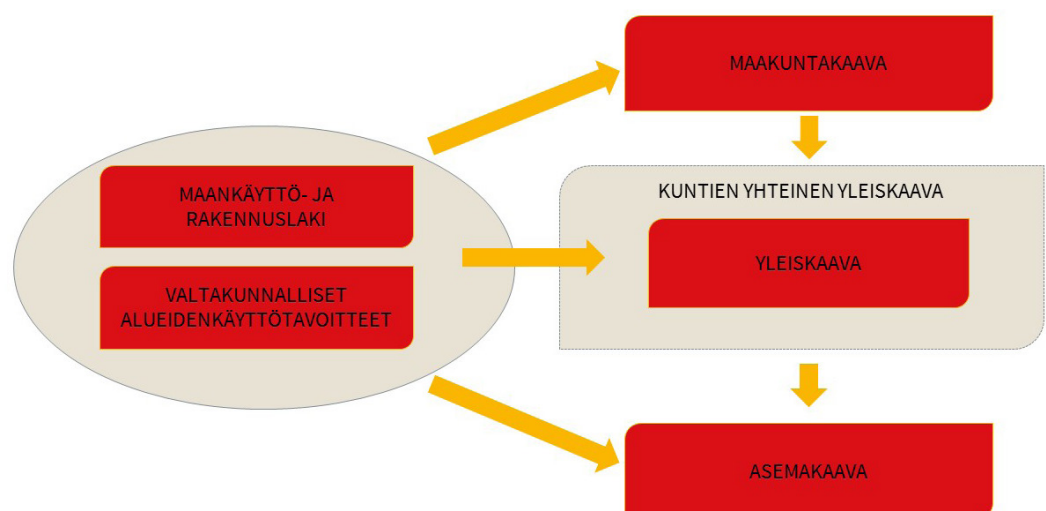 MAAKUNTAKAAVA
MAANKÄYTTÖ- JA
RAKENNUSLAKI
VALTAKUNNALLISET
ALUEIDENKÄYTTÖTAVOITTEET
KUNTIEN YHTEINEN YLEISKAAVA
YLEISKAAVA
ASEMAKAAVA